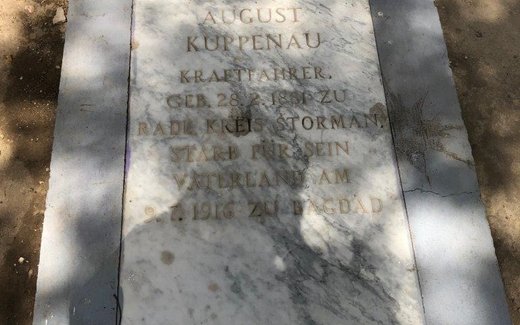 AUGUST
KUPPENAU
KRAFTFAHRER.
GEB. 28.2.1881 ZU
RADE KREIS STORMAN.
STARB FÜR SEIN
VATERLAND AM
9.7.1916 ZU BAGDAD